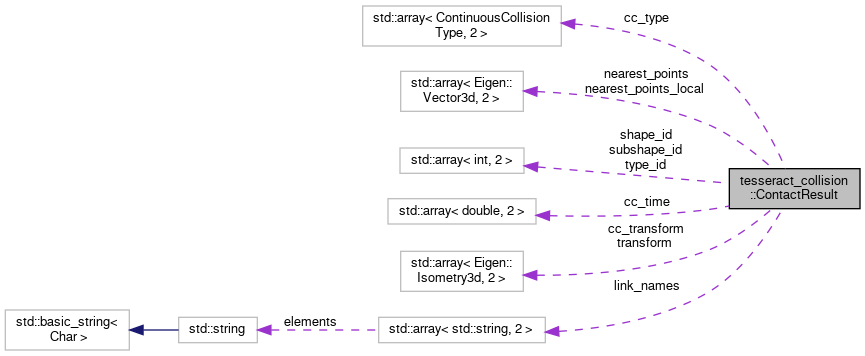 std::array< ContinuousCollision
Type, 2 >
cc_type
std::array< Eigen::
Vector3d, 2 >
nearest_points
nearest_points_local
std::array< int, 2 >
shape_id
subshape_id
type_id
tesseract_collision
::ContactResult
std::array< double, 2 >
cc_time
std::array< Eigen::
Isometry3d, 2 >
cc_transform
transform
link_names
std::basic_string<
Char >
std::string
elements
std::array< std::string, 2 >